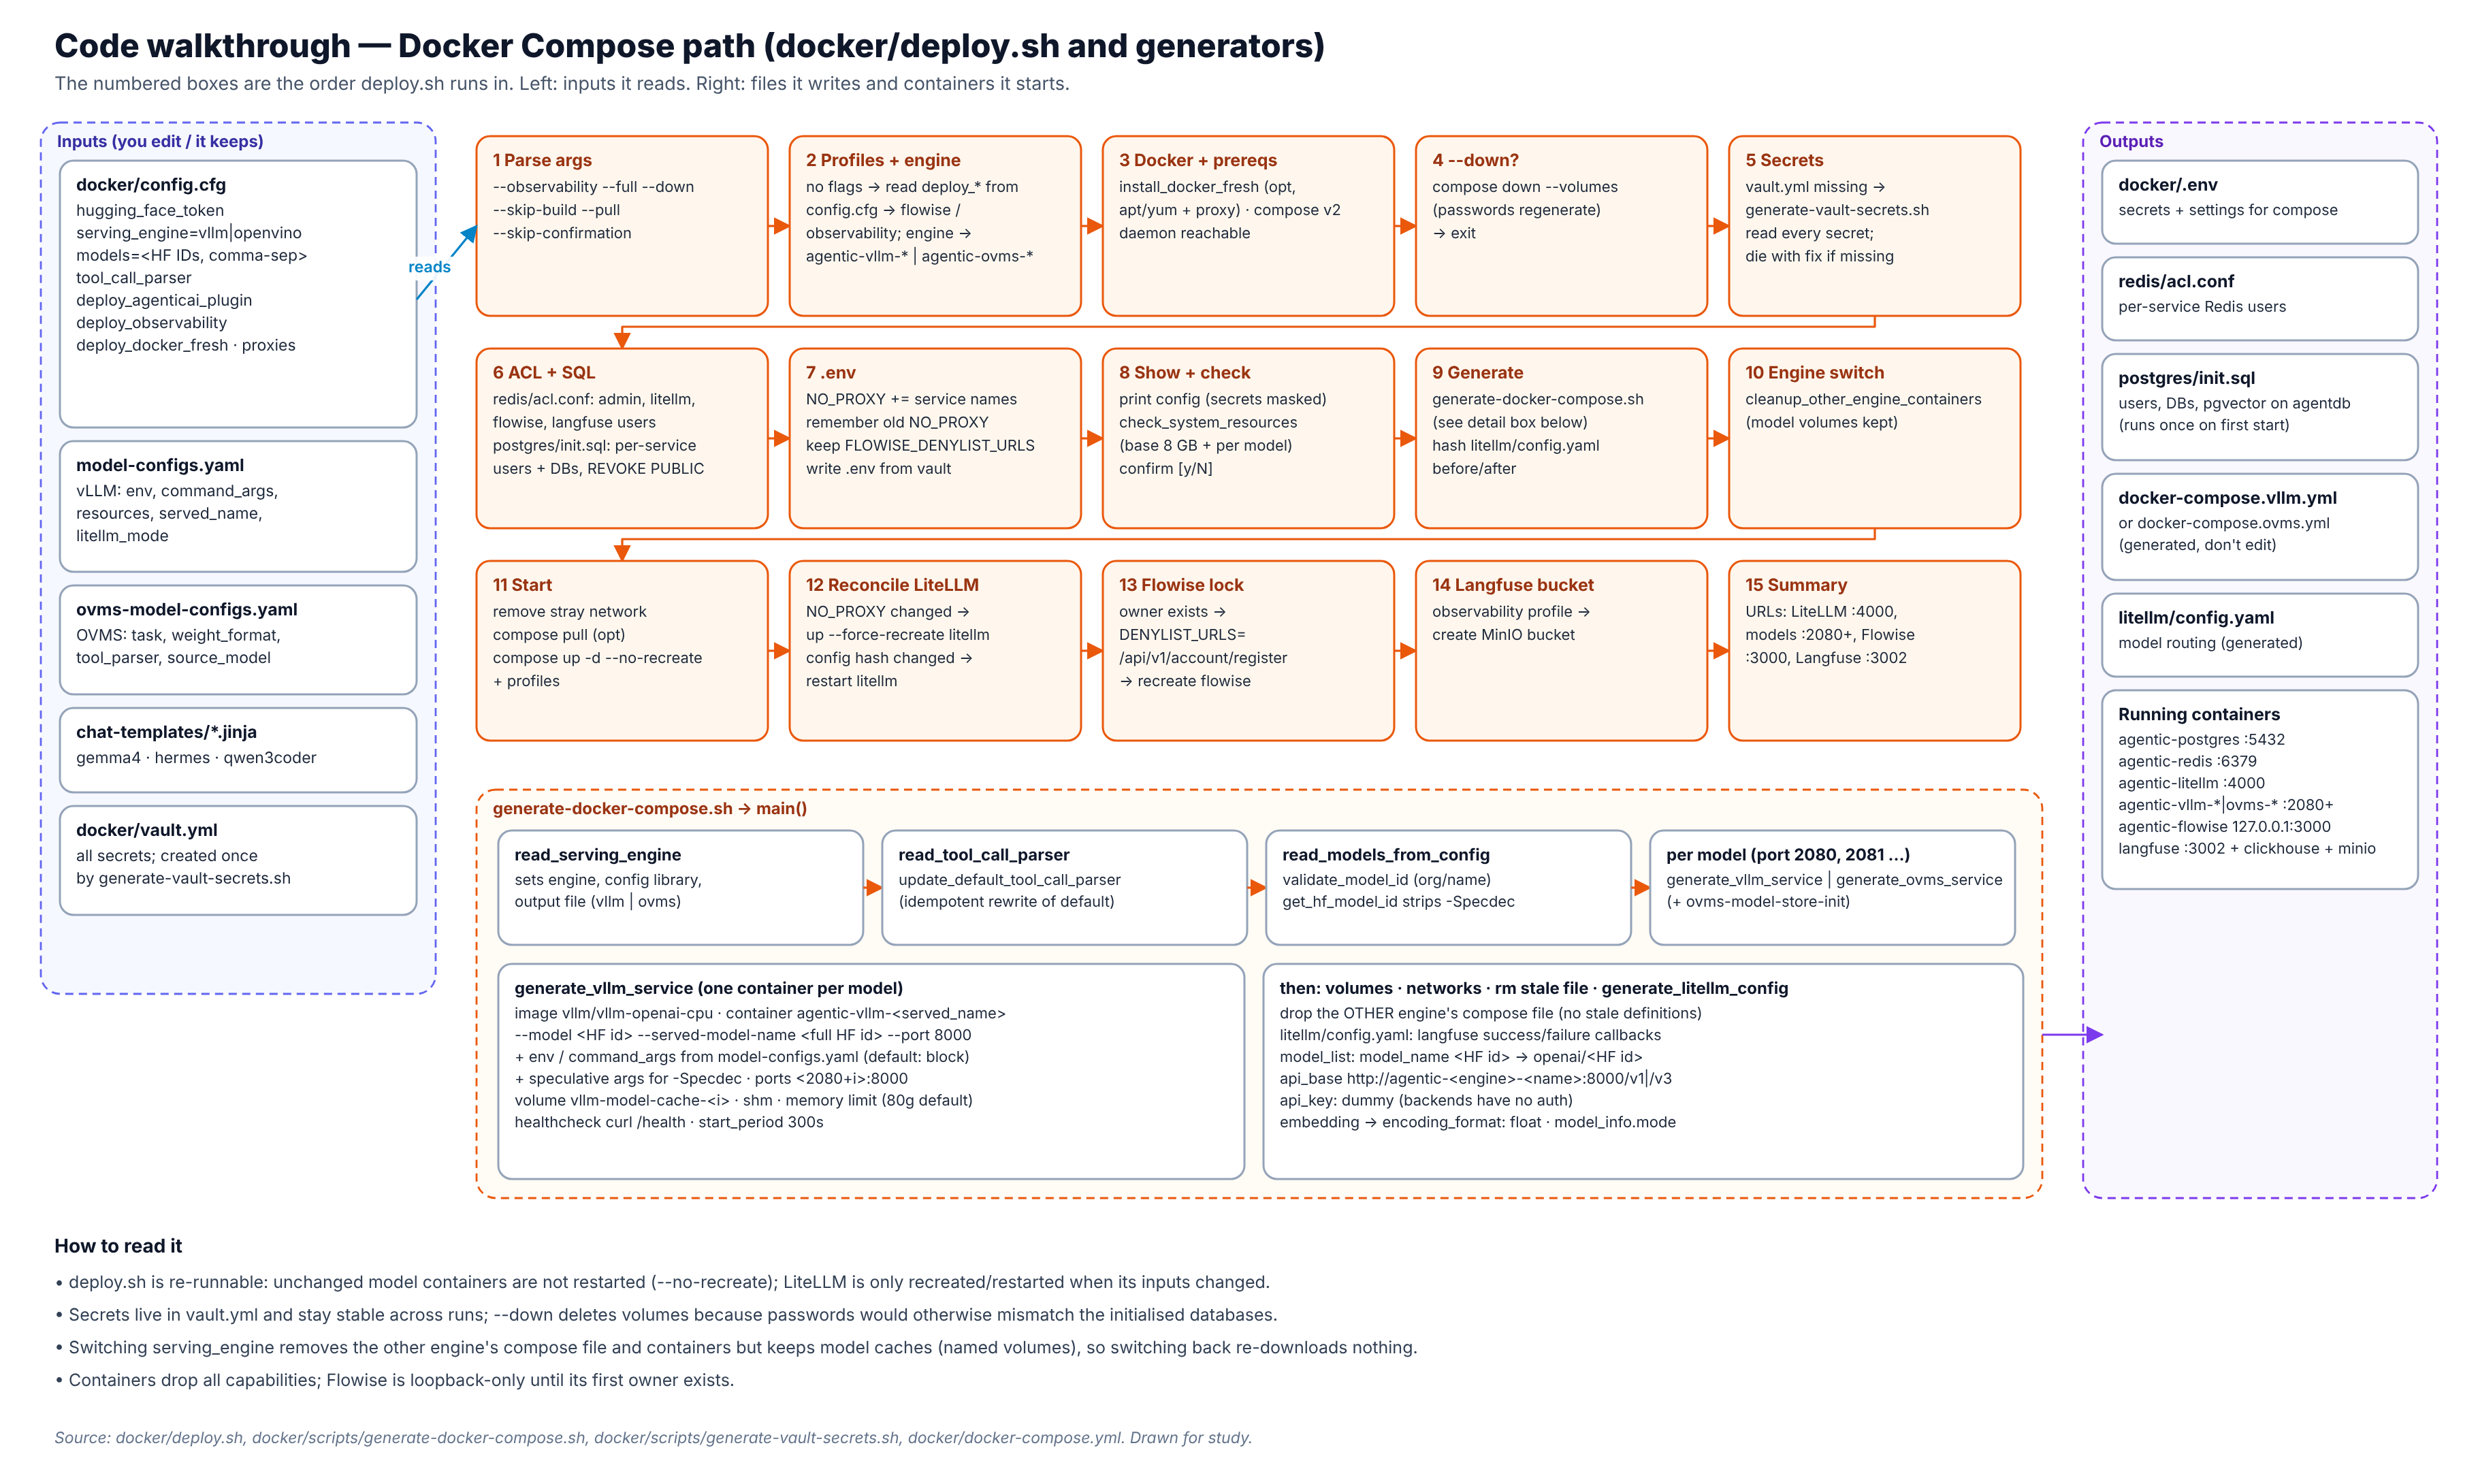 Code walkthrough — Docker Compose path (docker/deploy.sh and generators)
The numbered boxes are the order deploy.sh runs in. Left: inputs it reads. Right: files it writes and containers it starts.
Inputs (you edit / it keeps)
docker/config.cfg
hugging_face_token
serving_engine=vllm|openvino
models=<HF IDs, comma-sep>
tool_call_parser
deploy_agenticai_plugin
deploy_observability
deploy_docker_fresh · proxies
model-configs.yaml
vLLM: env, command_args,
resources, served_name,
litellm_mode
ovms-model-configs.yaml
OVMS: task, weight_format,
tool_parser, source_model
chat-templates/*.jinja
gemma4 · hermes · qwen3coder
docker/vault.yml
all secrets; created once
by generate-vault-secrets.sh
reads
1 Parse args
--observability --full --down
--skip-build --pull
--skip-confirmation
2 Profiles + engine
no flags → read deploy_* from
config.cfg → flowise /
observability; engine →
agentic-vllm-* | agentic-ovms-*
3 Docker + prereqs
install_docker_fresh (opt,
apt/yum + proxy) · compose v2
daemon reachable
4 --down?
compose down --volumes
(passwords regenerate)
→ exit
5 Secrets
vault.yml missing →
generate-vault-secrets.sh
read every secret;
die with fix if missing
6 ACL + SQL
redis/acl.conf: admin, litellm,
flowise, langfuse users
postgres/init.sql: per-service
users + DBs, REVOKE PUBLIC
7 .env
NO_PROXY += service names
remember old NO_PROXY
keep FLOWISE_DENYLIST_URLS
write .env from vault
8 Show + check
print config (secrets masked)
check_system_resources
(base 8 GB + per model)
confirm [y/N]
9 Generate
generate-docker-compose.sh
(see detail box below)
hash litellm/config.yaml
before/after
10 Engine switch
cleanup_other_engine_containers
(model volumes kept)
11 Start
remove stray network
compose pull (opt)
compose up -d --no-recreate
+ profiles
12 Reconcile LiteLLM
NO_PROXY changed →
up --force-recreate litellm
config hash changed →
restart litellm
13 Flowise lock
owner exists →
DENYLIST_URLS=
/api/v1/account/register
→ recreate flowise
14 Langfuse bucket
observability profile →
create MinIO bucket
15 Summary
URLs: LiteLLM :4000,
models :2080+, Flowise
:3000, Langfuse :3002
generate-docker-compose.sh → main()
read_serving_engine
sets engine, config library,
output file (vllm | ovms)
read_tool_call_parser
update_default_tool_call_parser
(idempotent rewrite of default)
read_models_from_config
validate_model_id (org/name)
get_hf_model_id strips -Specdec
per model (port 2080, 2081 …)
generate_vllm_service | generate_ovms_service
(+ ovms-model-store-init)
generate_vllm_service (one container per model)
image vllm/vllm-openai-cpu · container agentic-vllm-<served_name>
--model <HF id> --served-model-name <full HF id> --port 8000
+ env / command_args from model-configs.yaml (default: block)
+ speculative args for -Specdec · ports <2080+i>:8000
volume vllm-model-cache-<i> · shm · memory limit (80g default)
healthcheck curl /health · start_period 300s
then: volumes · networks · rm stale file · generate_litellm_config
drop the OTHER engine's compose file (no stale definitions)
litellm/config.yaml: langfuse success/failure callbacks
model_list: model_name <HF id> → openai/<HF id>
api_base http://agentic-<engine>-<name>:8000/v1|/v3
api_key: dummy (backends have no auth)
embedding → encoding_format: float · model_info.mode
Outputs
docker/.env
secrets + settings for compose
redis/acl.conf
per-service Redis users
postgres/init.sql
users, DBs, pgvector on agentdb
(runs once on first start)
docker-compose.vllm.yml
or docker-compose.ovms.yml
(generated, don't edit)
litellm/config.yaml
model routing (generated)
Running containers
agentic-postgres :5432
agentic-redis :6379
agentic-litellm :4000
agentic-vllm-*|ovms-* :2080+
agentic-flowise 127.0.0.1:3000
langfuse :3002 + clickhouse + minio
How to read it
• deploy.sh is re-runnable: unchanged model containers are not restarted (--no-recreate); LiteLLM is only recreated/restarted when its inputs changed.
• Secrets live in vault.yml and stay stable across runs; --down deletes volumes because passwords would otherwise mismatch the initialised databases.
• Switching serving_engine removes the other engine's compose file and containers but keeps model caches (named volumes), so switching back re-downloads nothing.
• Containers drop all capabilities; Flowise is loopback-only until its first owner exists.
Source: docker/deploy.sh, docker/scripts/generate-docker-compose.sh, docker/scripts/generate-vault-secrets.sh, docker/docker-compose.yml. Drawn for study.